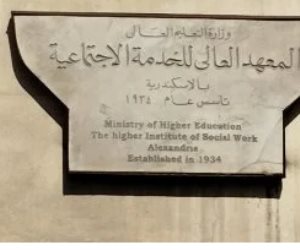 وزارة التعليم العالى
المعهد العالى للخدمة الاجتماعية
بالاسكندرية
تاسس عام ١٩٣٤
Ministry of Higher Education
The higher Institute of Social Work
Alexandria
Established in 1934